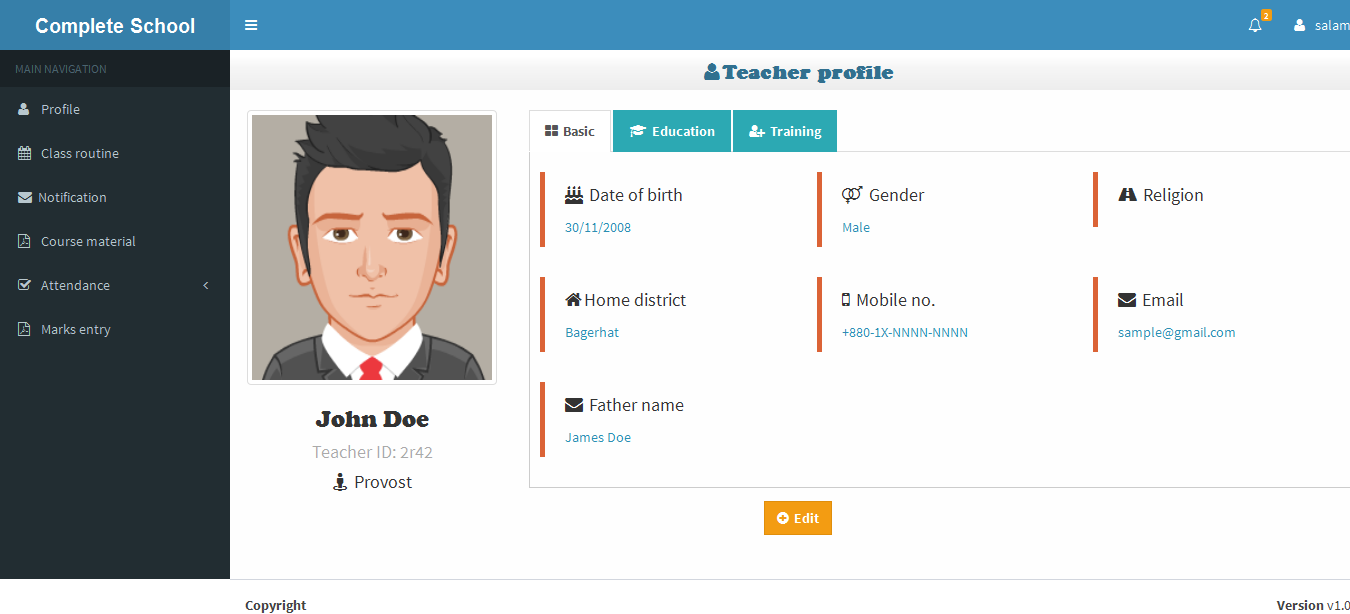 Complete School
2
salam
MAIN NAVIGATION
Teacher profile
Profile
Class routine
Notification
Course material
Attendance
Marks entry
Basic
Education
Training
Date of birth
30/11/2008
Gender
Male
Religion
Home district
Bagerhat
Mobile no.
+880-1X-NNNN-NNNN
Email
sample@gmail.com
Father name
James Doe
John Doe
Teacher ID: 2r42
Provost
Edit
Copyright
Version v1.0